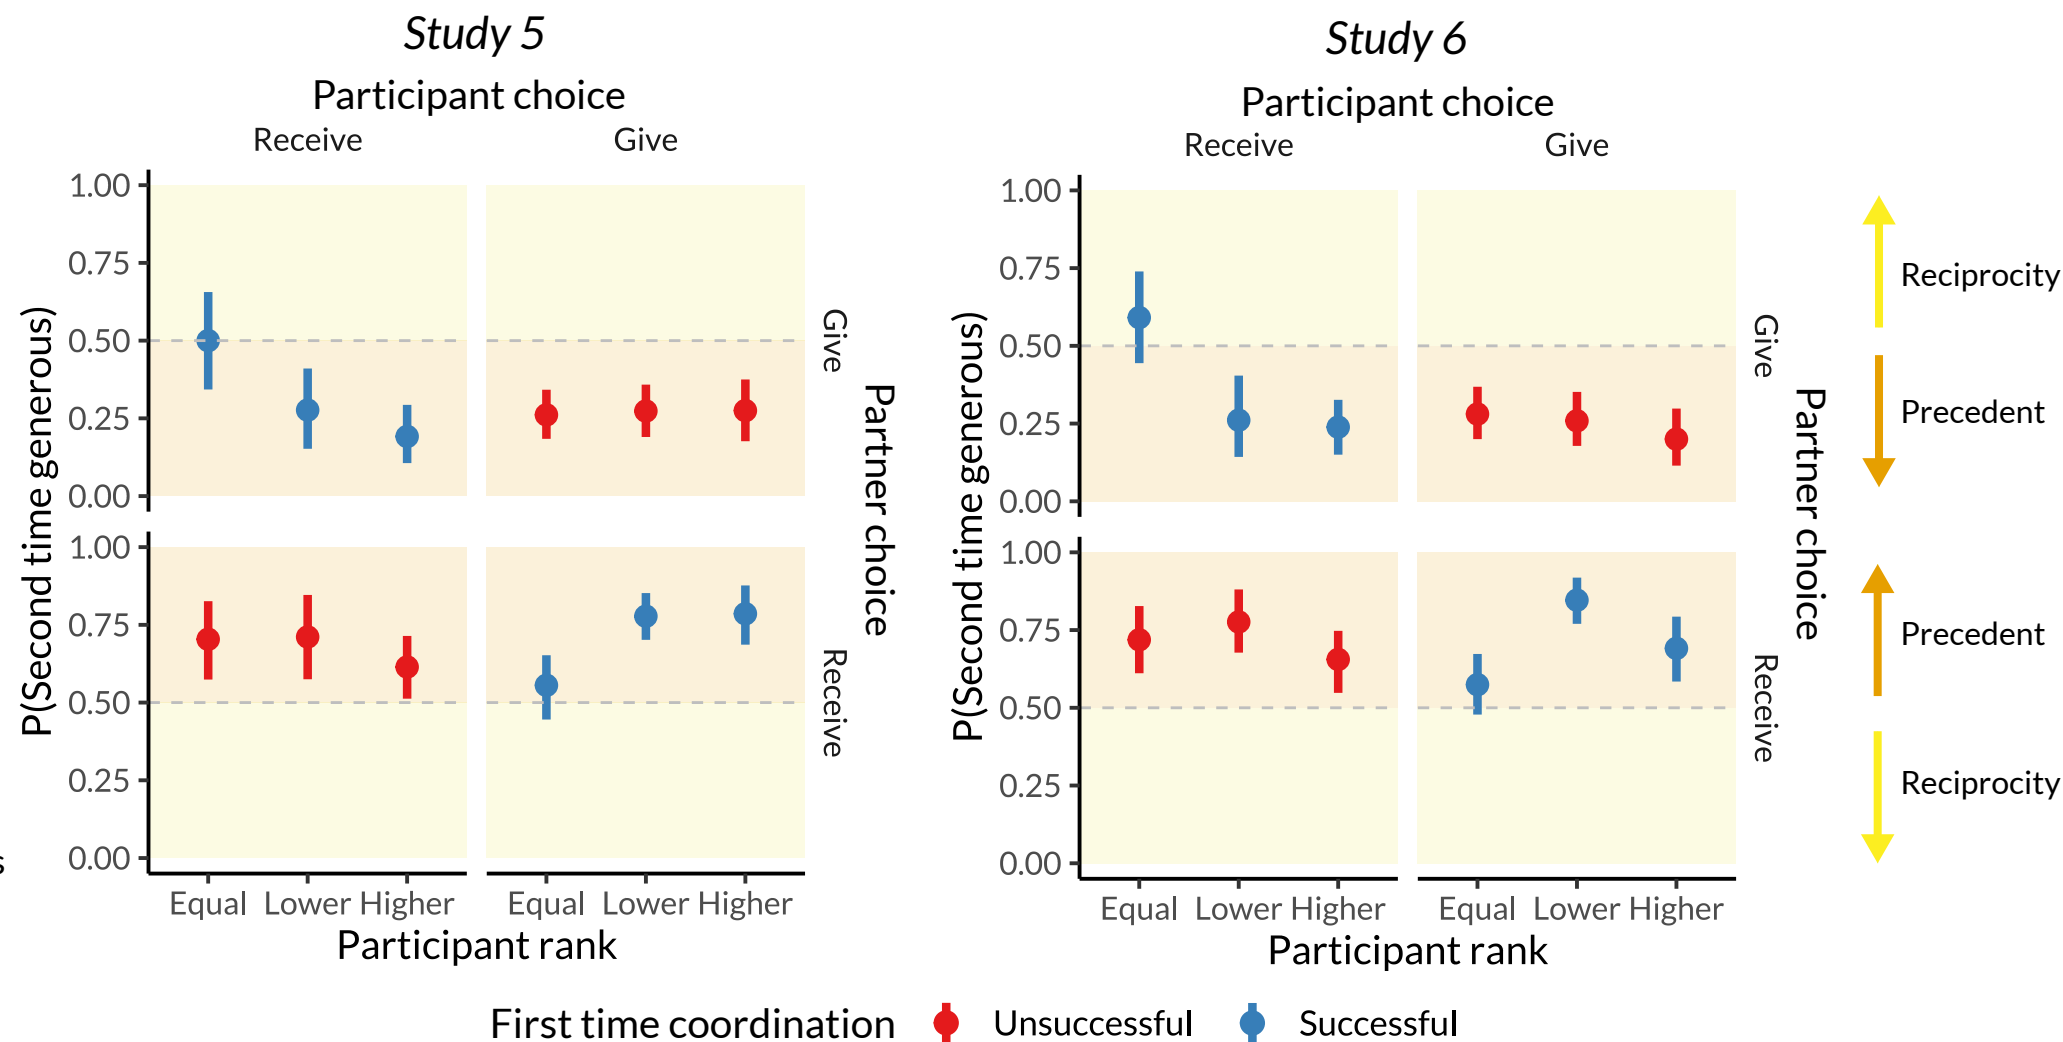 Study 5
Participant choice
Receive Give
P(Second time generous)
1.00
0.75
0.50
0.25
0.00
Give
1.00
0.75
0.50
0.25
0.00
Receive
Partner choice
Equal Lower Higher Equal Lower Higher
Participant rank
s
Study 6
Participant choice
Receive Give
P(Second time generous)
1.00
0.75
0.50
0.25
0.00
Give
1.00
0.75
0.50
0.25
0.00
Receive
Partner choice
Equal Lower Higher Equal Lower Higher
Participant rank
Reciprocity
Precedent
Precedent
Reciprocity
First time coordination Unsuccessful Successful